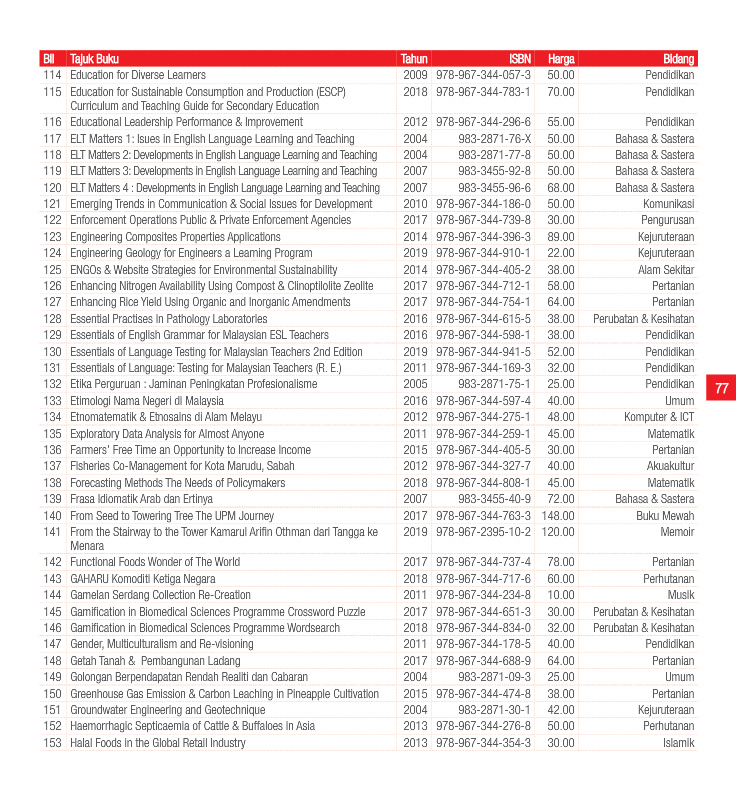 Bil Tajuk Buku Tahun ISBN Harga Bidang
114 Education for Diverse Learners 2009 978-967-344-057-3 50.00 Pendidikan
115 Education for Sustainable Consumption and Production (ESCP) 2018 978-967-344-783-1 70.00 Pendidikan
Curriculum and Teaching Guide for Secondary Education
116 Educational Leadership Performance & Improvement 2012 978-967-344-296-6 55.00 Pendidikan
117 ELT Matters 1: Isues in English Language Learning and Teaching 2004 983-2871-76-X 50.00 Bahasa & Sastera
118 ELT Matters 2: Developments in English Language Learning and Teaching 2004 983-2871-77-8 50.00 Bahasa & Sastera
119 ELT Matters 3: Developments in English Language Learning and Teaching 2007 983-3455-92-8 50.00 Bahasa & Sastera
120 ELT Matters 4 : Developments in English Language Learning and Teaching 2007 983-3455-96-6 68.00 Bahasa & Sastera
121 Emerging Trends in Communication & Social Issues for Development 2010 978-967-344-186-0 50.00 Komunikasi
122 Enforcement Operations Public & Private Enforcement Agencies 2017 978-967-344-739-8 30.00 Pengurusan
123 Engineering Composites Properties Applications 2014 978-967-344-396-3 89.00 Kejuruteraan
124 Engineering Geology for Engineers a Learning Program 2019 978-967-344-910-1 22.00 Kejuruteraan
125 ENGOs & Website Strategies for Environmental Sustainability 2014 978-967-344-405-2 38.00 Alam Sekitar
126 Enhancing Nitrogen Availability Using Compost & Clinoptilolite Zeolite 2017 978-967-344-712-1 58.00 Pertanian
127 Enhancing Rice Yield Using Organic and Inorganic Amendments 2017 978-967-344-754-1 64.00 Pertanian
128 Essential Practises in Pathology Laboratories 2016 978-967-344-615-5 38.00 Perubatan & Kesihatan
129 Essentials of English Grammar for Malaysian ESL Teachers 2016 978-967-344-598-1 38.00 Pendidikan
130 Essentials of Language Testing for Malaysian Teachers 2nd Edition 2019 978-967-344-941-5 52.00 Pendidikan
131 Essentials of Language: Testing for Malaysian Teachers (R. E.) 2011 978-967-344-169-3 32.00 Pendidikan
132 Etika Perguruan : Jaminan Peningkatan Profesionalisme 2005 983-2871-75-1 25.00 Pendidikan
133 Etimologi Nama Negeri di Malaysia 2016 978-967-344-597-4 40.00 Umum
134 Etnomatematik & Etnosains di Alam Melayu 2012 978-967-344-275-1 48.00 Komputer & ICT
135 Exploratory Data Analysis for Almost Anyone 2011 978-967-344-259-1 45.00 Matematik
136 Farmers' Free Time an Opportunity to Increase Income 2015 978-967-344-405-5 30.00 Pertanian
137 Fisheries Co-Management for Kota Marudu, Sabah 2012 978-967-344-327-7 40.00 Akuakultur
138 Forecasting Methods The Needs of Policymakers 2018 978-967-344-808-1 45.00 Matematik
139 Frasa Idiomatik Arab dan Ertinya 2007 983-3455-40-9 72.00 Bahasa & Sastera
140 From Seed to Towering Tree The UPM Journey 2017 978-967-344-763-3 148.00 Buku Mewah
141 From the Stairway to the Tower Kamarul Arifin Othman dari Tangga ke 2019 978-967-2395-10-2 120.00 Memoir
Menara
142 Functional Foods Wonder of The World 2017 978-967-344-737-4 78.00 Pertanian
143 GAHARU Komoditi Ketiga Negara 2018 978-967-344-717-6 60.00 Perhutanan
144 Gamelan Serdang Collection Re-Creation 2011 978-967-344-234-8 10.00 Musik
145 Gamification in Biomedical Sciences Programme Crossword Puzzle 2017 978-967-344-651-3 30.00 Perubatan & Kesihatan
146 Gamification in Biomedical Sciences Programme Wordsearch 2018 978-967-344-834-0 32.00 Perubatan & Kesihatan
147 Gender, Multiculturalism and Re-visioning 2011 978-967-344-178-5 40.00 Pendidikan
148 Getah Tanah & Pembangunan Ladang 2017 978-967-344-688-9 64.00 Pertanian
149 Golongan Berpendapatan Rendah Realiti dan Cabaran 2004 983-2871-09-3 25.00 Umum
150 Greenhouse Gas Emission & Carbon Leaching in Pineapple Cultivation 2015 978-967-344-474-8 38.00 Pertanian
151 Groundwater Engineering and Geotechnique 2004 983-2871-30-1 42.00 Kejuruteraan
152 Haemorrhagic Septicaemia of Cattle & Buffaloes in Asia 2013 978-967-344-276-8 50.00 Perhutanan
153 Halal Foods in the Global Retail Industry 2013 978-967-344-354-3 30.00 Islamik
77